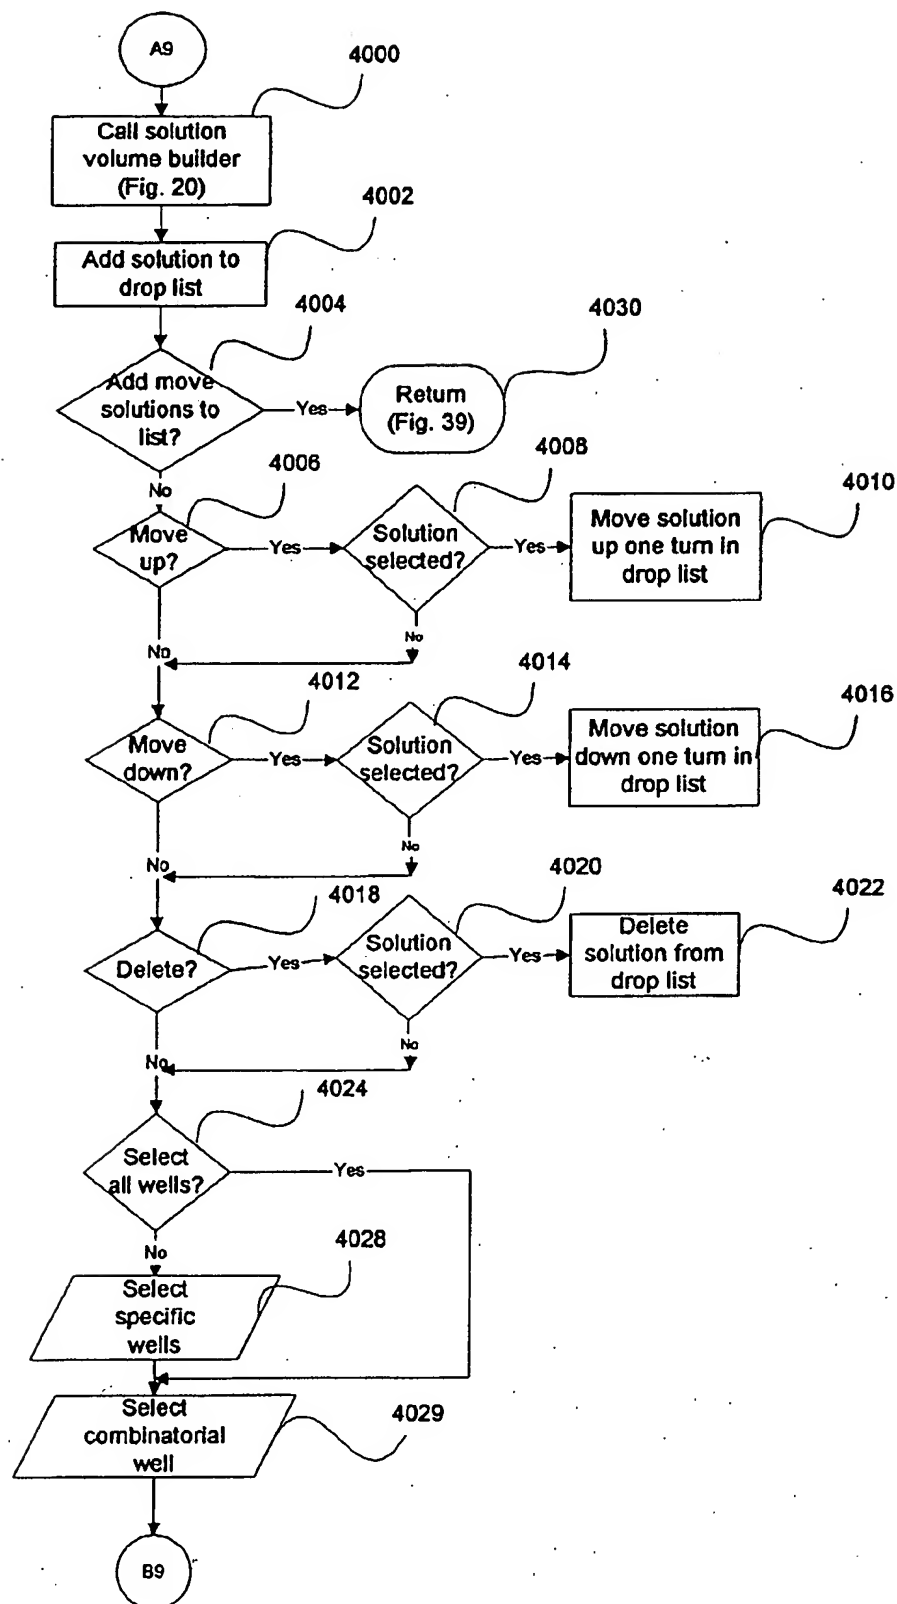 A9
4000
Call solution
volume builder
(Fig. 20)
4002
Add solution to
drop list
4004
4030
Add move
solutions to
list?
Yes
Return
(Fig. 39)
No
4006
4008
4010
Move
up?
Yes
Solution
selected?
Yes
Move solution
up one turn in
drop list
No
No
4012
4014
4016
Move
down?
Yes
Solution
selected?
Yes
Move solution
down one turn in
drop list
No
No
4018
4020
4022
Delete?
Yes
Solution
selected?
Yes
Delete
solution from
drop list
No
No
4024
Select
all wells?
Yes
No
4028
Select
specific
wells
4029
Select
combinatorial
well
B9